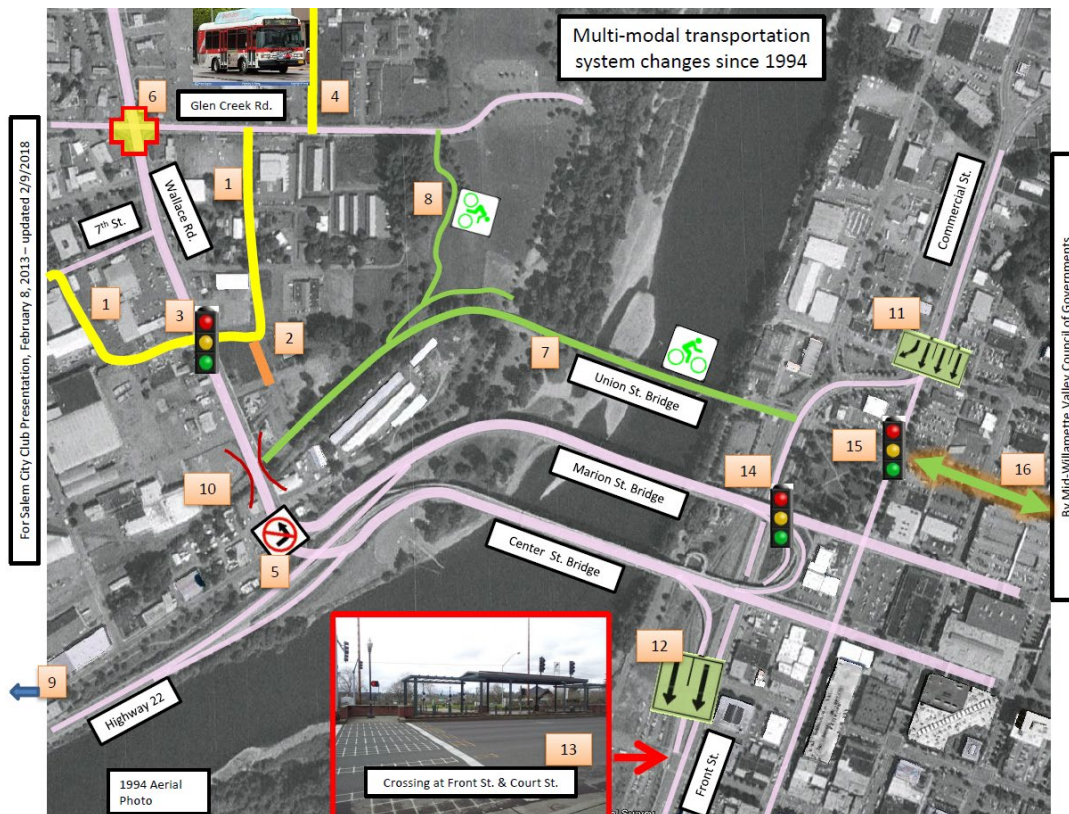 Multi-modal transportation
system changes since 1994
For Salem City Club Presentation, February 8, 2013 – updated 2/9/2018
By Mid-Willamette Valley Council of Governments
6
Glen Creek Rd.
4
1
Wallace Rd.
8
7th St.
Commercial St.
1
3
2
11
7
Union St. Bridge
15
14
16
10
Marion St. Bridge
5
Center St. Bridge
12
9
Highway 22
13
Crossing at Front St. & Court St.
Front St.
1994 Aerial
Photo